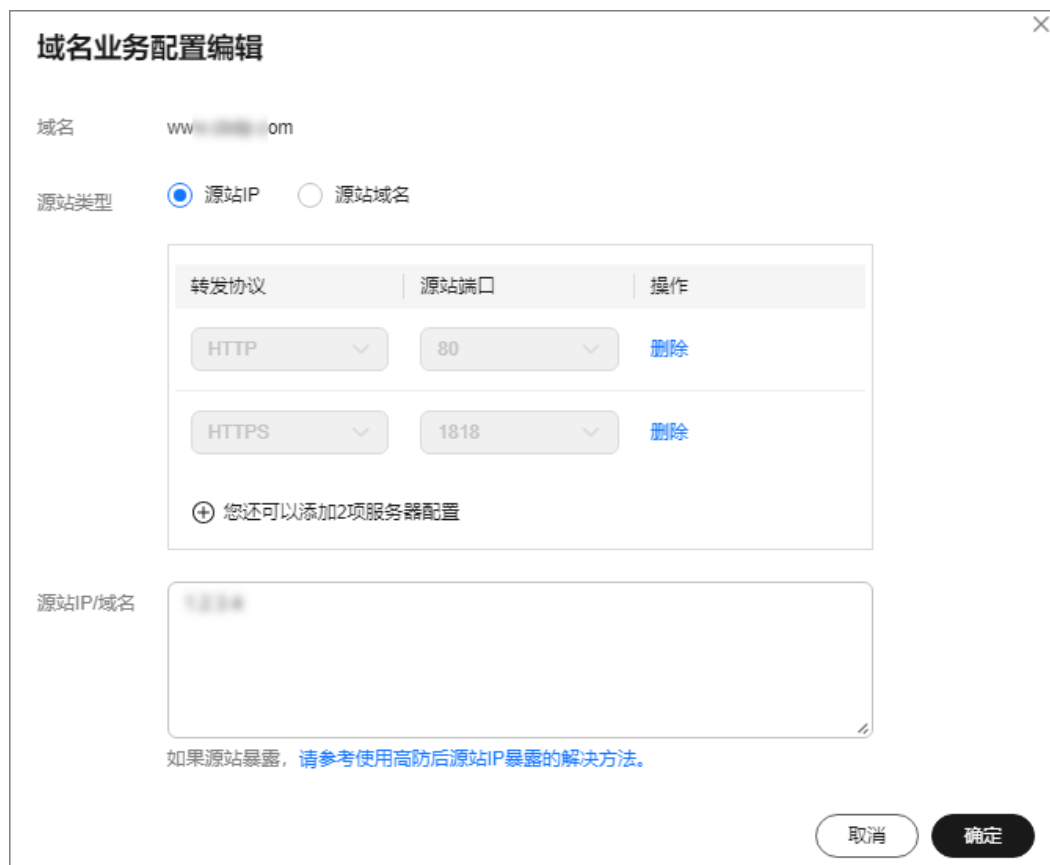 域名业务配置编辑
域名 ww om
源站类型 源站IP 源站域名
转发协议 源站端口 操作
HTTP 80 删除
HTTPS 1818 删除
您还可以添加2项服务器配置
源站IP/域名
如果源站暴露，请参考使用高防后源站IP暴露的解决方法。
取消 确定